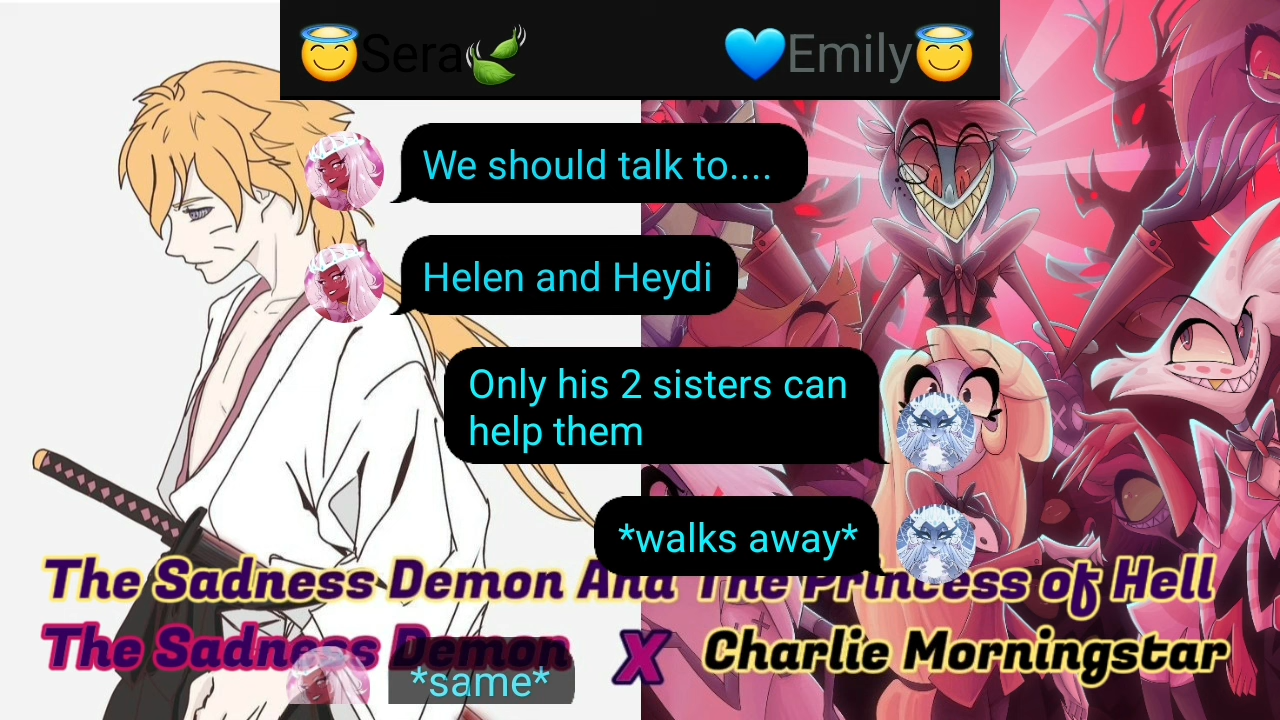 😇Sera🍃
💙Emily😇
We should talk to....
Helen and Heydi
Only his 2 sisters can
help them
*walks away*
The Sadness Demon And The Princess of Hell
The Sadness Demon X Charlie Morningstar
*same*